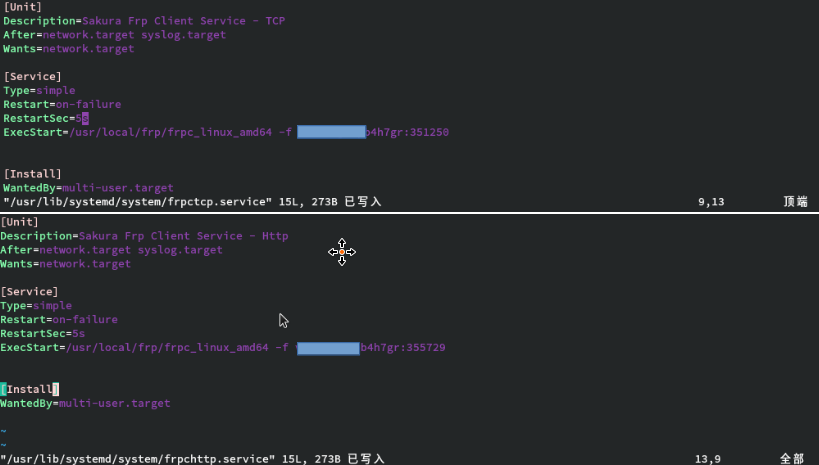 [Unit]
Description=Sakura Frp Client Service - TCP
After=network.target syslog.target
Wants=network.target
[Service]
Type=simple
Restart=on-failure
RestartSec=5s
ExecStart=/usr/local/frp/frpc_linux_amd64 -f b4h7gr:351250
[Install]
WantedBy=multi-user.target
"/usr/lib/systemd/system/frpctcp.service" 15L, 273B 已写入 9,13 顶端
[Unit]
Description=Sakura Frp Client Service - Http
After=network.target syslog.target
Wants=network.target
[Service]
Type=simple
Restart=on-failure
RestartSec=5s
ExecStart=/usr/local/frp/frpc_linux_amd64 -f b4h7gr:355729
[Install]
WantedBy=multi-user.target
~
~
"/usr/lib/systemd/system/frpchttp.service" 15L, 273B 已写入 13,9 全部